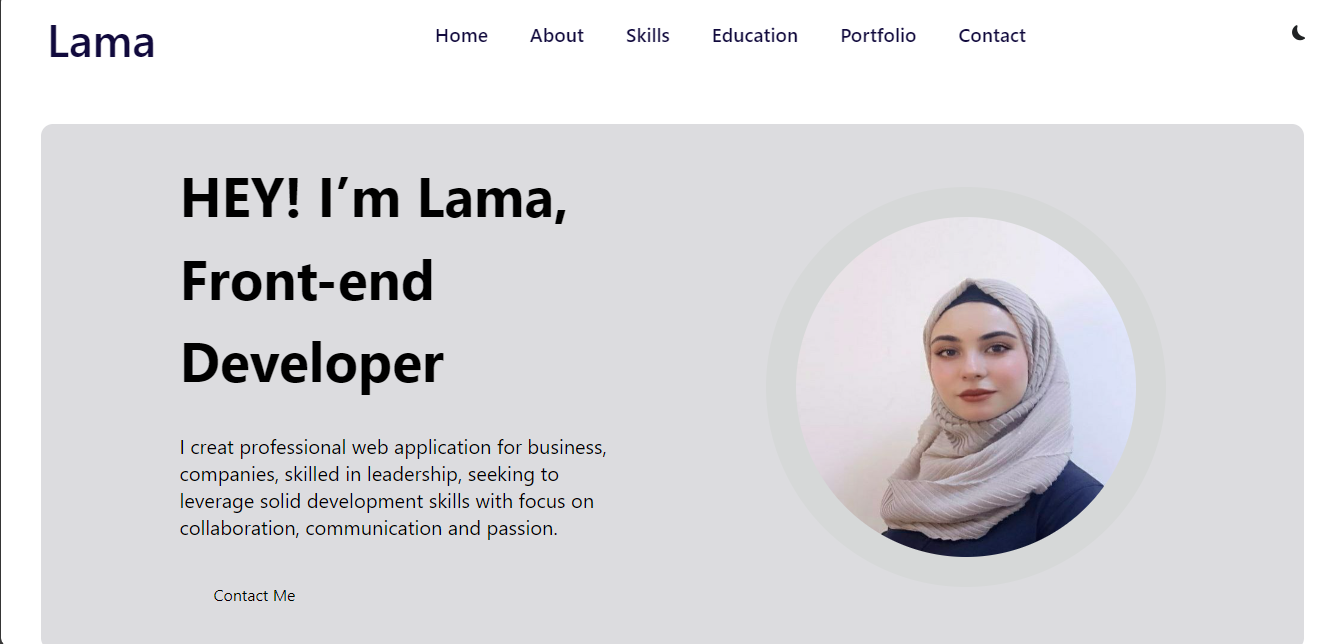 Lama
Home About Skills Education Portfolio Contact
HEY! I’m Lama,
Front-end
Developer
I creat professional web application for business,
companies, skilled in leadership, seeking to
leverage solid development skills with focus on
collaboration, communication and passion.
Contact Me